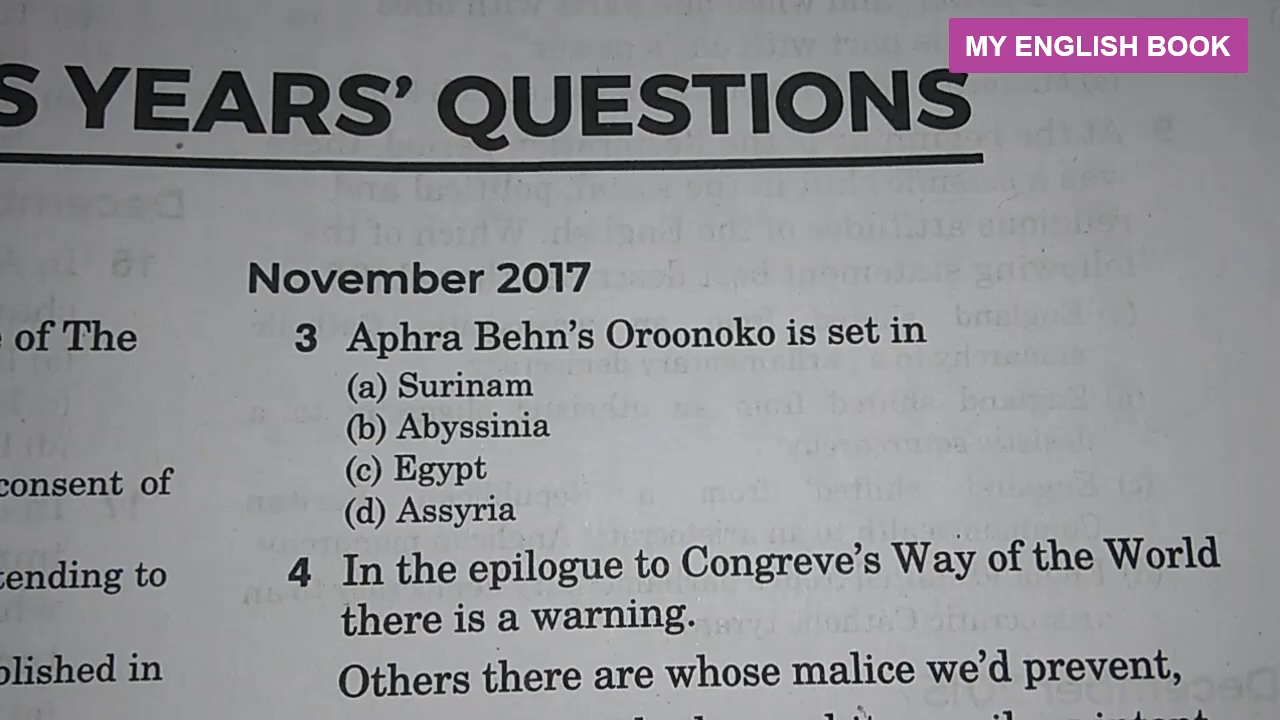 MY ENGLISH BOOK
S YEARS' QUESTIONS
of The
consent of
tending to
blished in
November 2017
3 Aphra Behn's Oroonoko is set in
(a) Surinam
(b) Abyssinia
(c) Egypt
(d) Assyria
4 In the epilogue to Congreve's Way of the World
there is a warning.
Others there are whose malice we'd prevent,